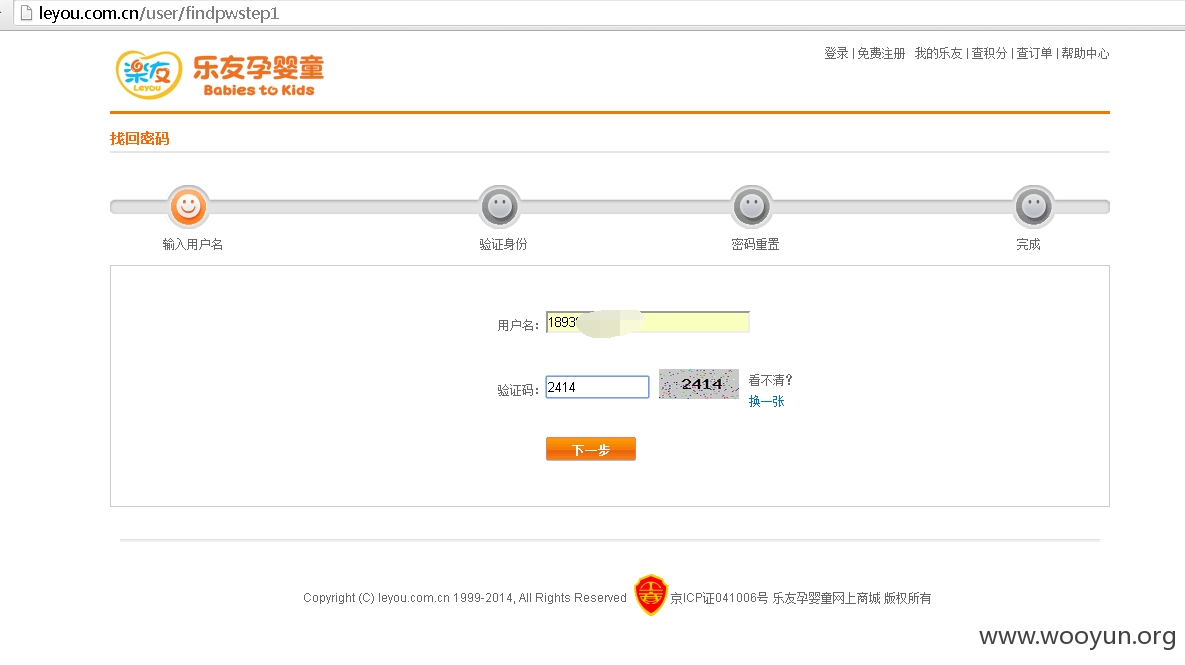 leyou.com.cn/user/findpwstep1
登录 | 免费注册 我的乐友 | 查积分 | 查订单 | 帮助中心
乐友 乐友孕婴童
Leyou Babies to Kids
找回密码
输入用户名 验证身份 密码重置 完成
用户名: 1893
验证码: 2414 2414 看不清?
换一张
下一步
Copyright (C) leyou.com.cn 1999-2014, All Rights Reserved 京ICP证041006号 乐友孕婴童网上商城 版权所有
www.wooyun.org